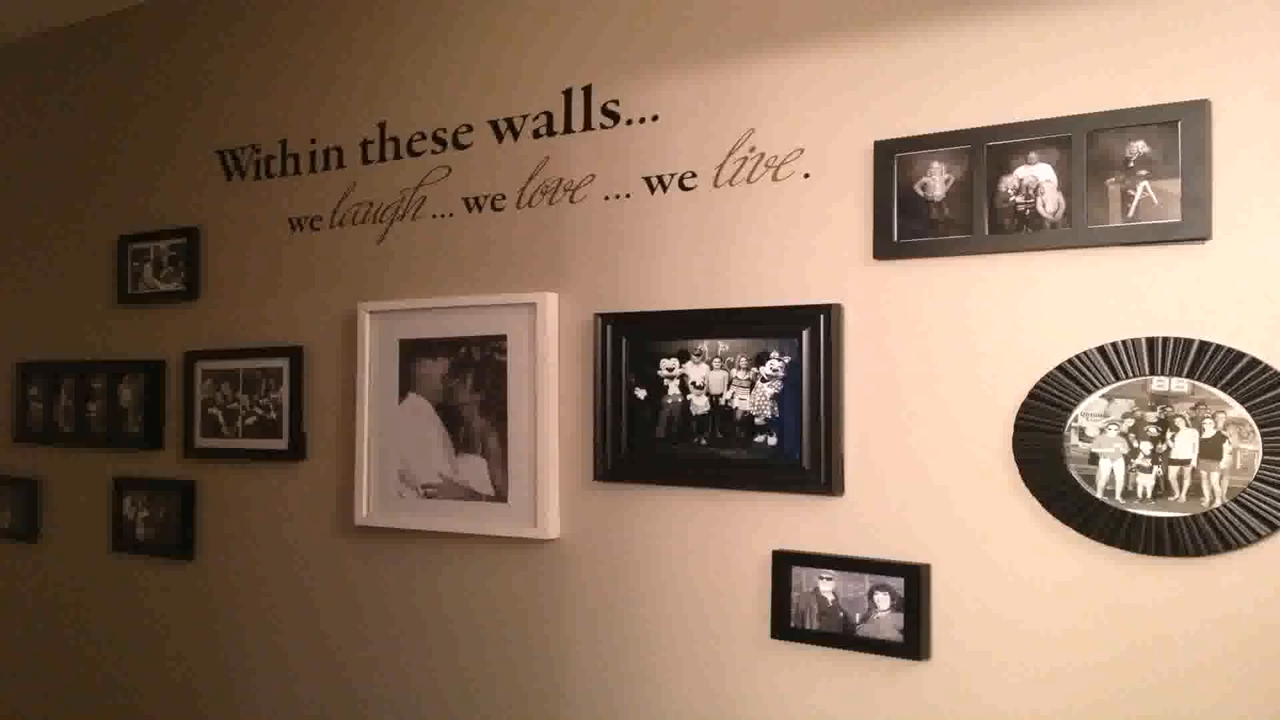 Within these walls...
we laugh... we love ... we live.